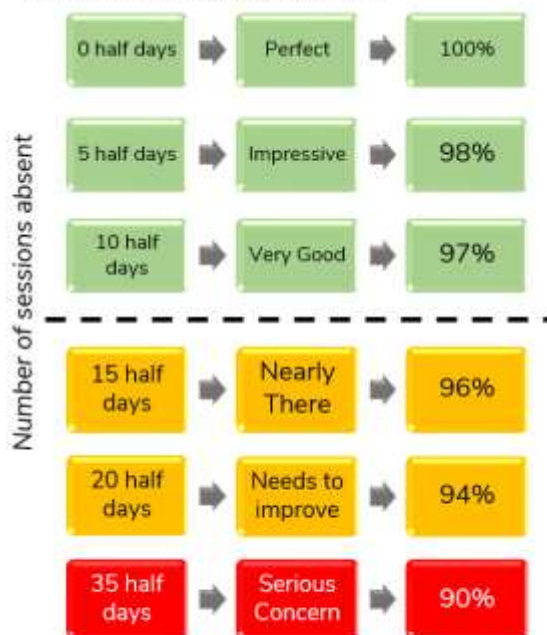 0 half days
Perfect
100%
5 half days
Impressive
98%
10 half
days
Very Good
97%
Number of sessions absent
15 half
days
Nearly
There
96%
20 half
days
Needs to
improve
94%
35 half
days
Serious
Concern
90%